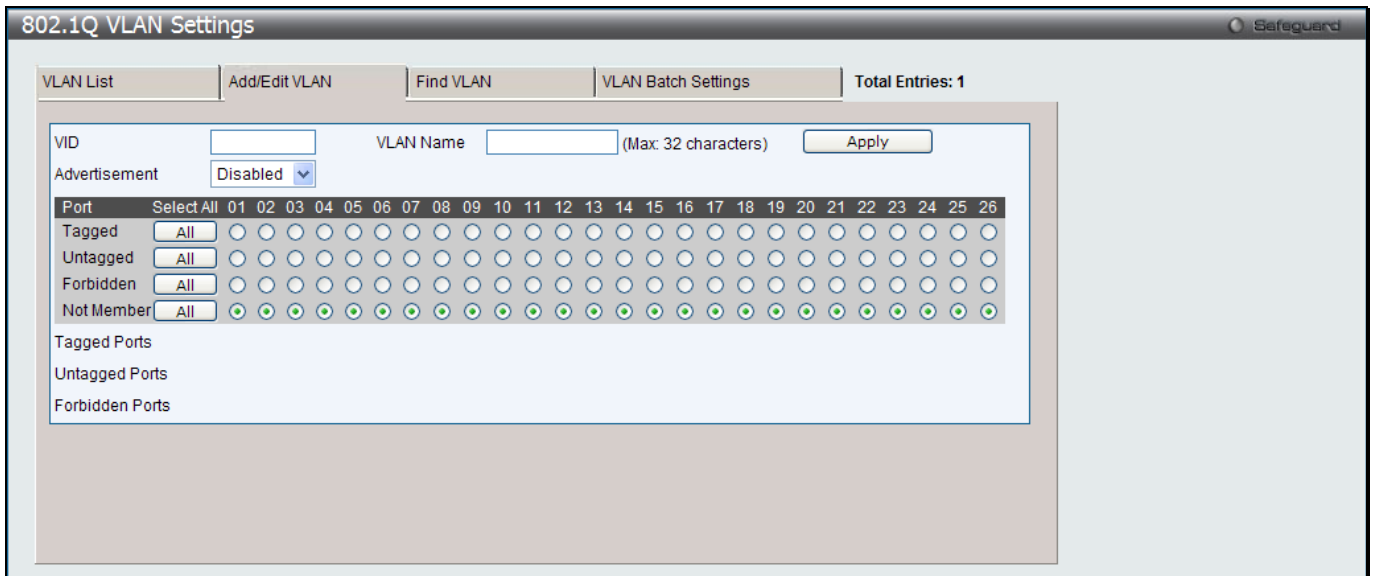 802.1Q VLAN Settings Safeguard
VLAN List Add/Edit VLAN Find VLAN VLAN Batch Settings Total Entries: 1
VID VLAN Name (Max: 32 characters) Apply
Advertisement Disabled
Port Select All 01 02 03 04 05 06 07 08 09 10 11 12 13 14 15 16 17 18 19 20 21 22 23 24 25 26
Tagged All
Untagged All
Forbidden All
Not Member All
Tagged Ports
Untagged Ports
Forbidden Ports